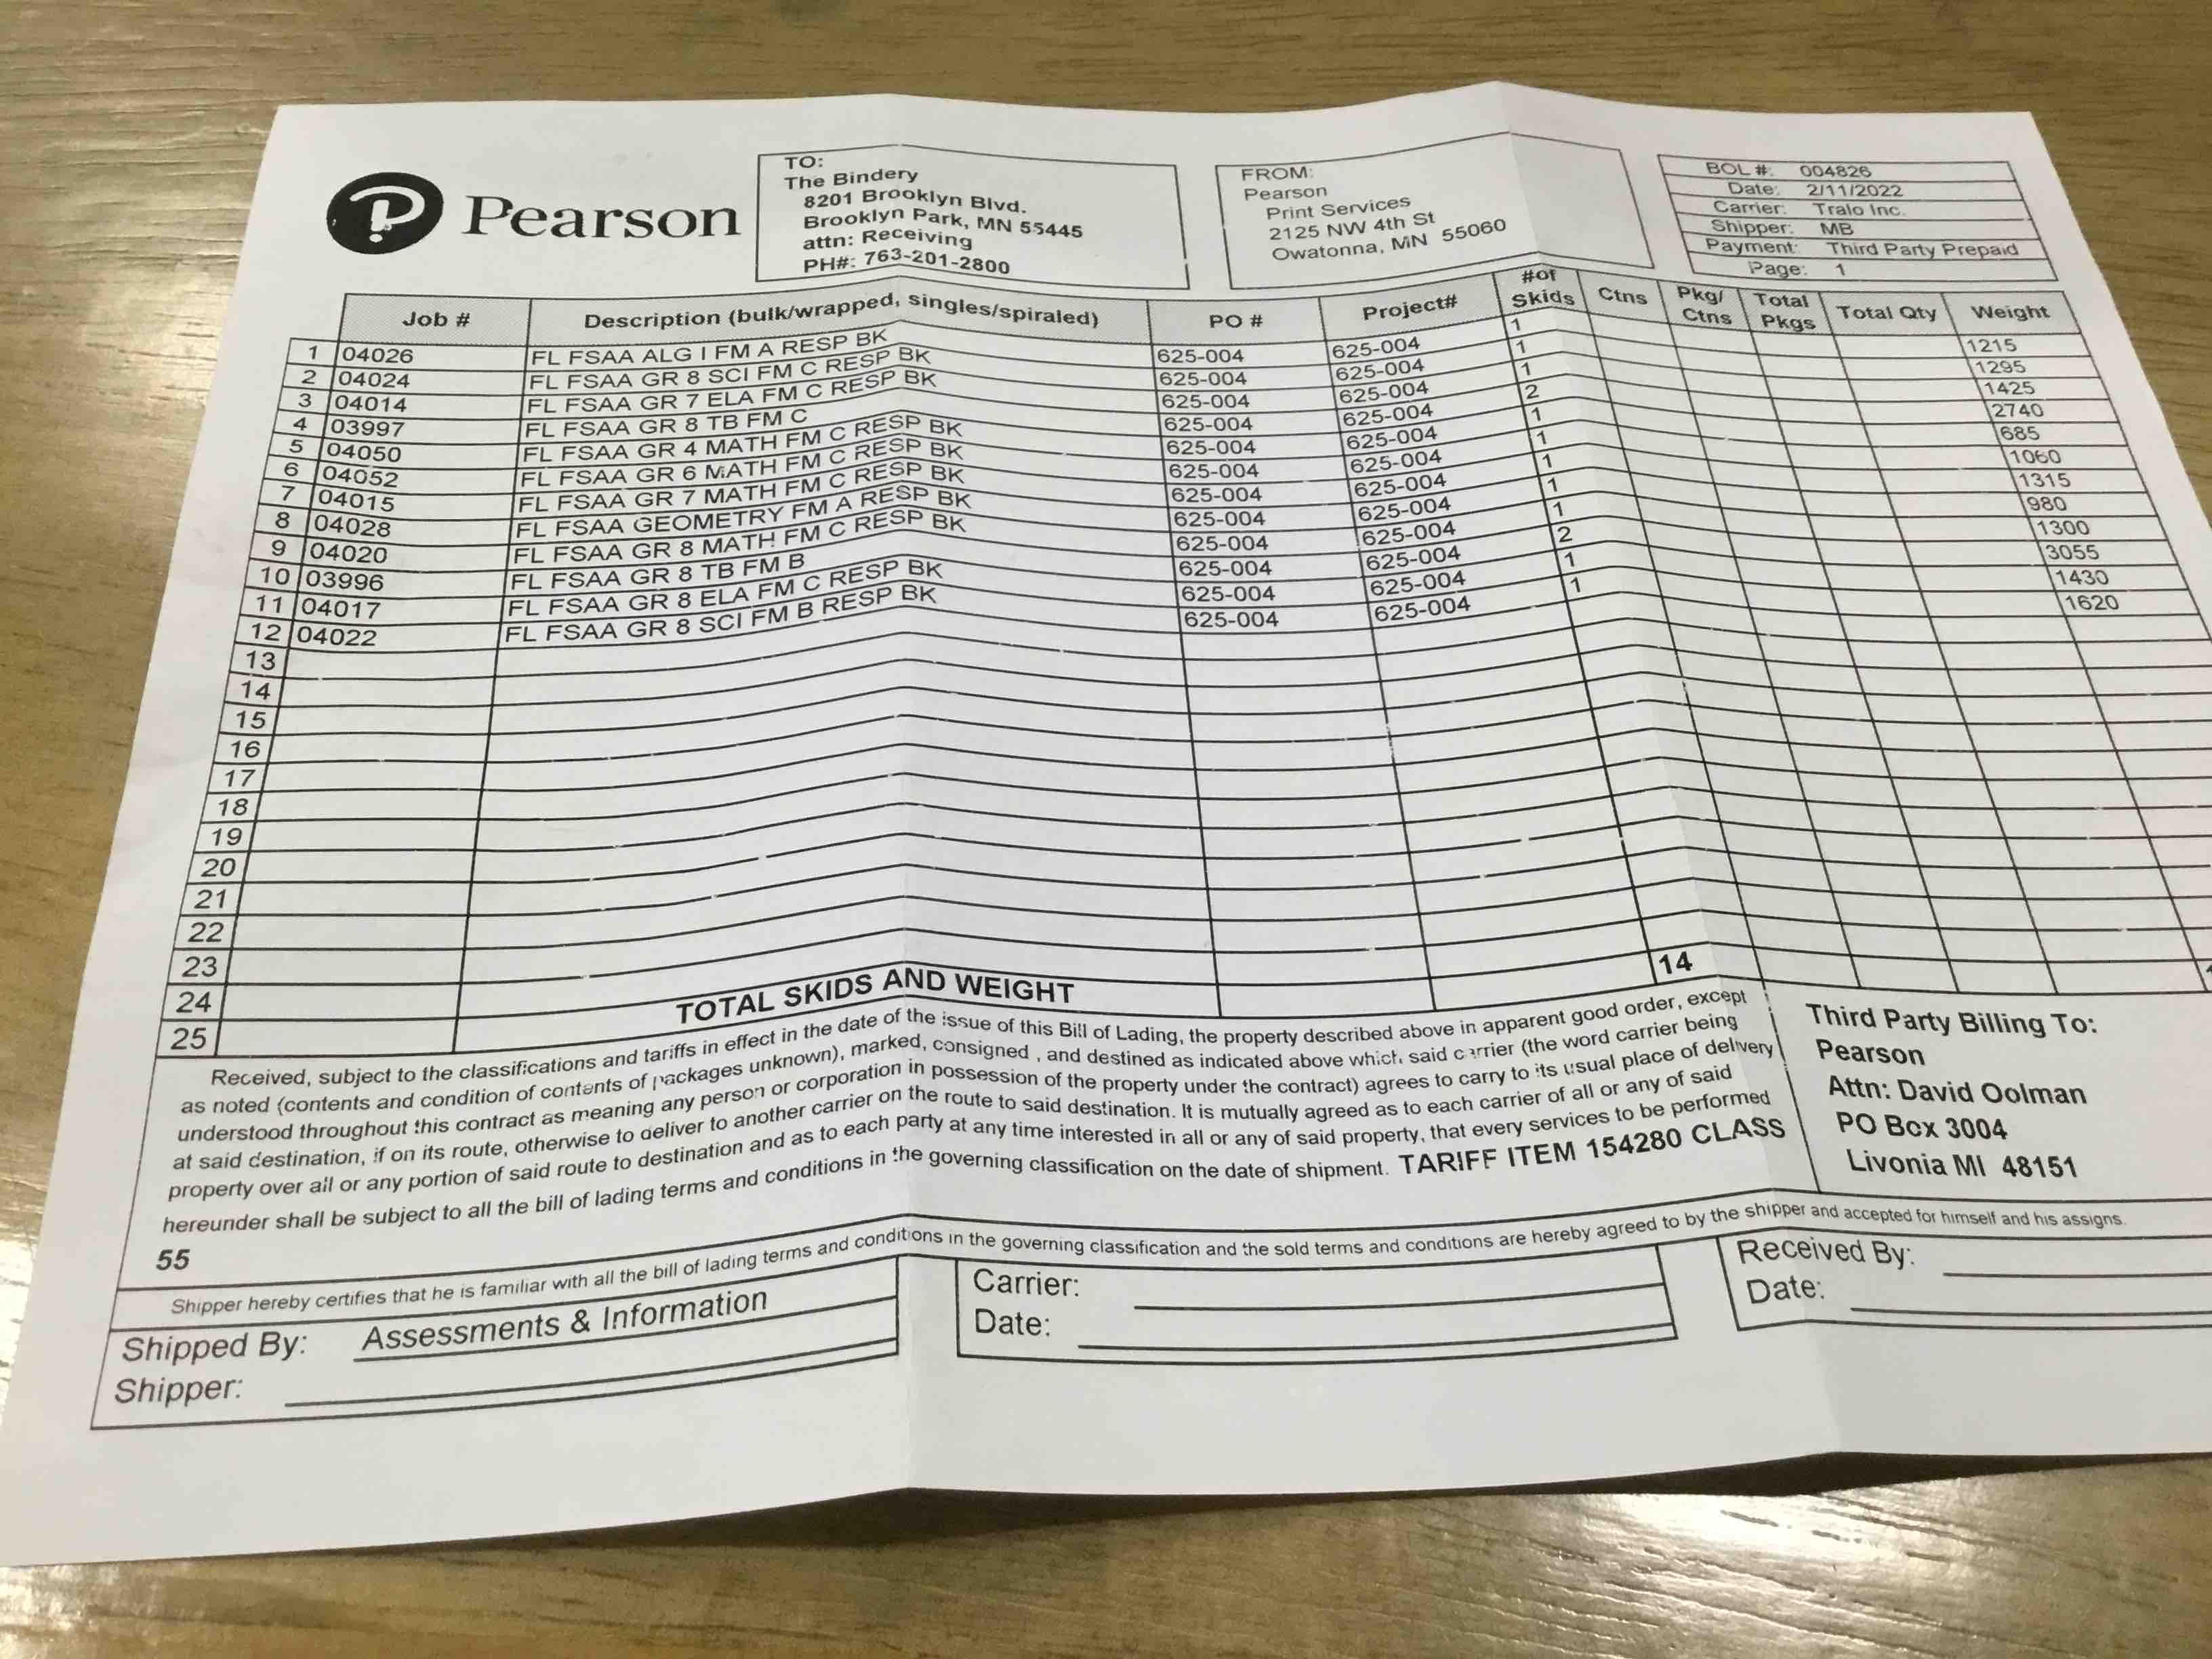 Pearson
TO:
The Bindery
8201 Brooklyn Blvd.
Brooklyn Park, MN 55445
attn: Receiving
PH#: 763-201-2800
FROM:
Pearson
Print Services
2125 NW 4th St
Owatonna, MN 55060
BOL #: 004826
Date: 2/11/2022
Carrier: Tralo Inc.
Shipper: MB
Payment: Third Party Prepaid
Page: 1
Job # Description (bulk/wrapped, singles/spiraled) PO # Project# #of Skids Ctns Pkg/ Ctns Total Pkgs Total Qty Weight
1 04026 FL FSAA ALG I FM A RESP BK 625-004 625-004 1 1215
2 04024 FL FSAA GR 8 SCI FM C RESP BK 625-004 625-004 1 1295
3 04014 FL FSAA GR 7 ELA FM C RESP BK 625-004 625-004 1 1425
4 03997 FL FSAA GR 8 TB FM C 625-004 625-004 2 2740
5 04050 FL FSAA GR 4 MATH FM C RESP BK 625-004 625-004 1 685
6 04052 FL FSAA GR 6 MATH FM C RESP BK 625-004 625-004 1 1060
7 04015 FL FSAA GR 7 MATH FM C RESP BK 625-004 625-004 1 1315
8 04028 FL FSAA GEOMETRY FM A RESP BK 625-004 625-004 1 980
9 04020 FL FSAA GR 8 MATH FM C RESP BK 625-004 625-004 1 1300
10 03996 FL FSAA GR 8 TB FM B 625-004 625-004 2 3055
11 04017 FL FSAA GR 8 ELA FM C RESP BK 625-004 625-004 1 1430
12 04022 FL FSAA GR 8 SCI FM B RESP BK 625-004 625-004 1 1620
13
14
15
16
17
18
19
20
21
22
23
24
25
TOTAL SKIDS AND WEIGHT 14
Received, subject to the classifications and tariffs in effect in the date of the issue of this Bill of Lading, the property described above in apparent good order, except
as noted (contents and condition of contents of packages unknown), marked, consigned , and destined as indicated above which, said carrier (the word carrier being
understood throughout this contract as meaning any person or corporation in possession of the property under the contract) agrees to carry to its usual place of delivery
at said destination, if on its route, otherwise to deliver to another carrier on the route to said destination. It is mutually agreed as to each carrier of all or any of said
property over all or any portion of said route to destination and as to each party at any time interested in all or any of said property, that every services to be performed
hereunder shall be subject to all the bill of lading terms and conditions in the governing classification on the date of shipment. TARIFF ITEM 154280 CLASS
55
Third Party Billing To:
Pearson
Attn: David Oolman
PO Box 3004
Livonia MI 48151
Shipper hereby certifies that he is familiar with all the bill of lading terms and conditions in the governing classification and the sold terms and conditions are hereby agreed to by the shipper and accepted for himself and his assigns.
Shipped By: Assessments & Information
Shipper:
Carrier:
Date:
Received By:
Date: